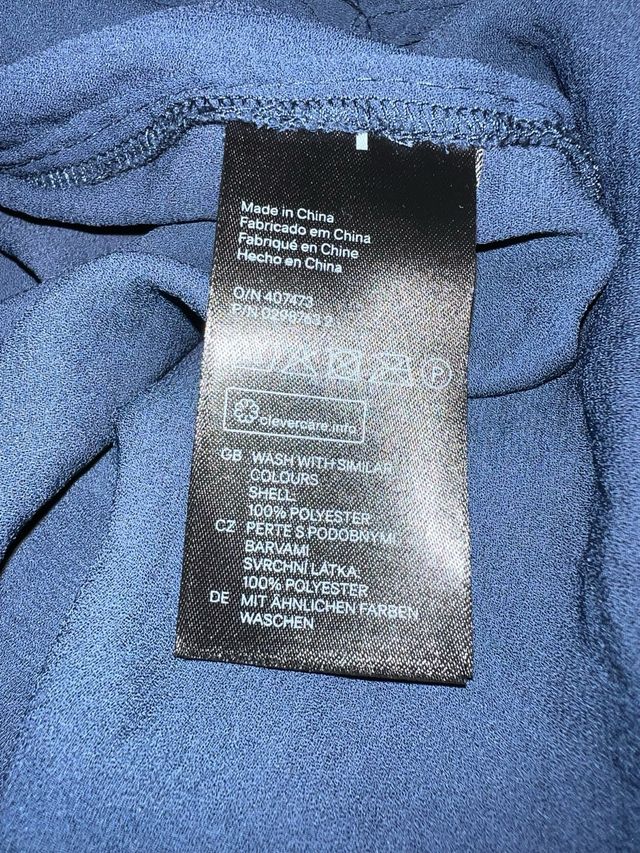 Made in China
Fabricado em China
Fabriqué en Chine
Hecho en China
O/N 407473
P/N
P
clevercare.info
GB WASH WITH SIMILAR
COLOURS
SHELL:
100% POLYESTER
CZ PERTE S PODOBNÝMI
BARVAMI
SVRCHNÍ LÁTKA:
100% POLYESTER
DE MIT ÄHNLICHEN FARBEN
WASCHEN